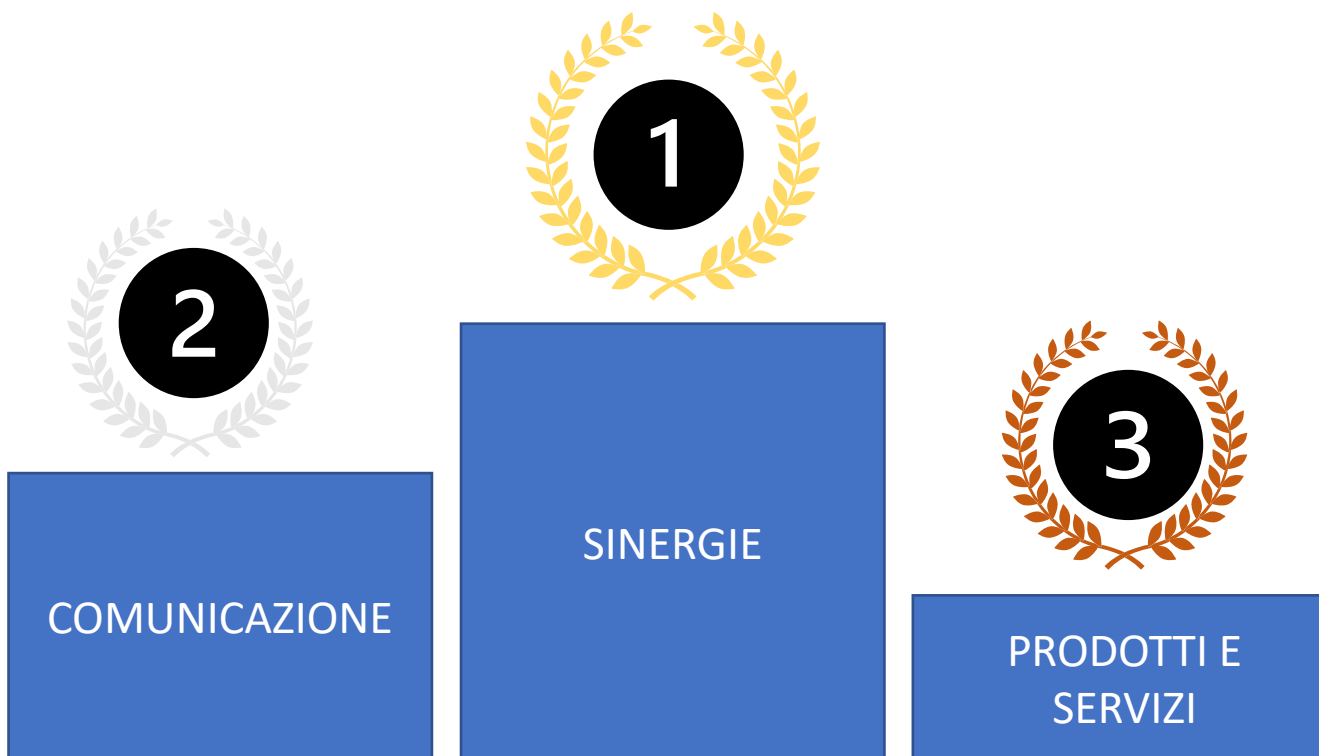 1
2
3
SINERGIE
COMUNICAZIONE
PRODOTTI E
SERVIZI